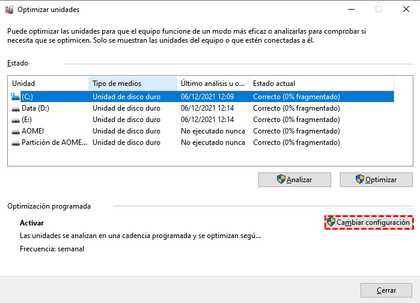 Optimizar unidades
Puede optimizar las unidades para que el equipo funcione de un modo más eficaz o analizarlas para comprobar si
necesita que se optimicen. Solo se muestran las unidades del equipo o que estén conectadas a él.
Estado
Unidad Tipo de medios Último análisis u o... Estado actual
(C:) Unidad de disco duro 06/12/2021 12:09 Correcto (0% fragmentado)
Data (D:) Unidad de disco duro 06/12/2021 12:14 Correcto (0% fragmentado)
(E:) Unidad de disco duro 06/12/2021 12:14 Correcto (0% fragmentado)
AOMEI Unidad de disco duro No ejecutado nunca Correcto (0% fragmentado)
Partición de AOME... Unidad de disco duro No ejecutado nunca Correcto (0% fragmentado)
Analizar Optimizar
Optimización programada
Activar Cambiar configuración
Las unidades se analizan en una cadencia programada y se optimizan segú...
Frecuencia: semanal
Cerrar